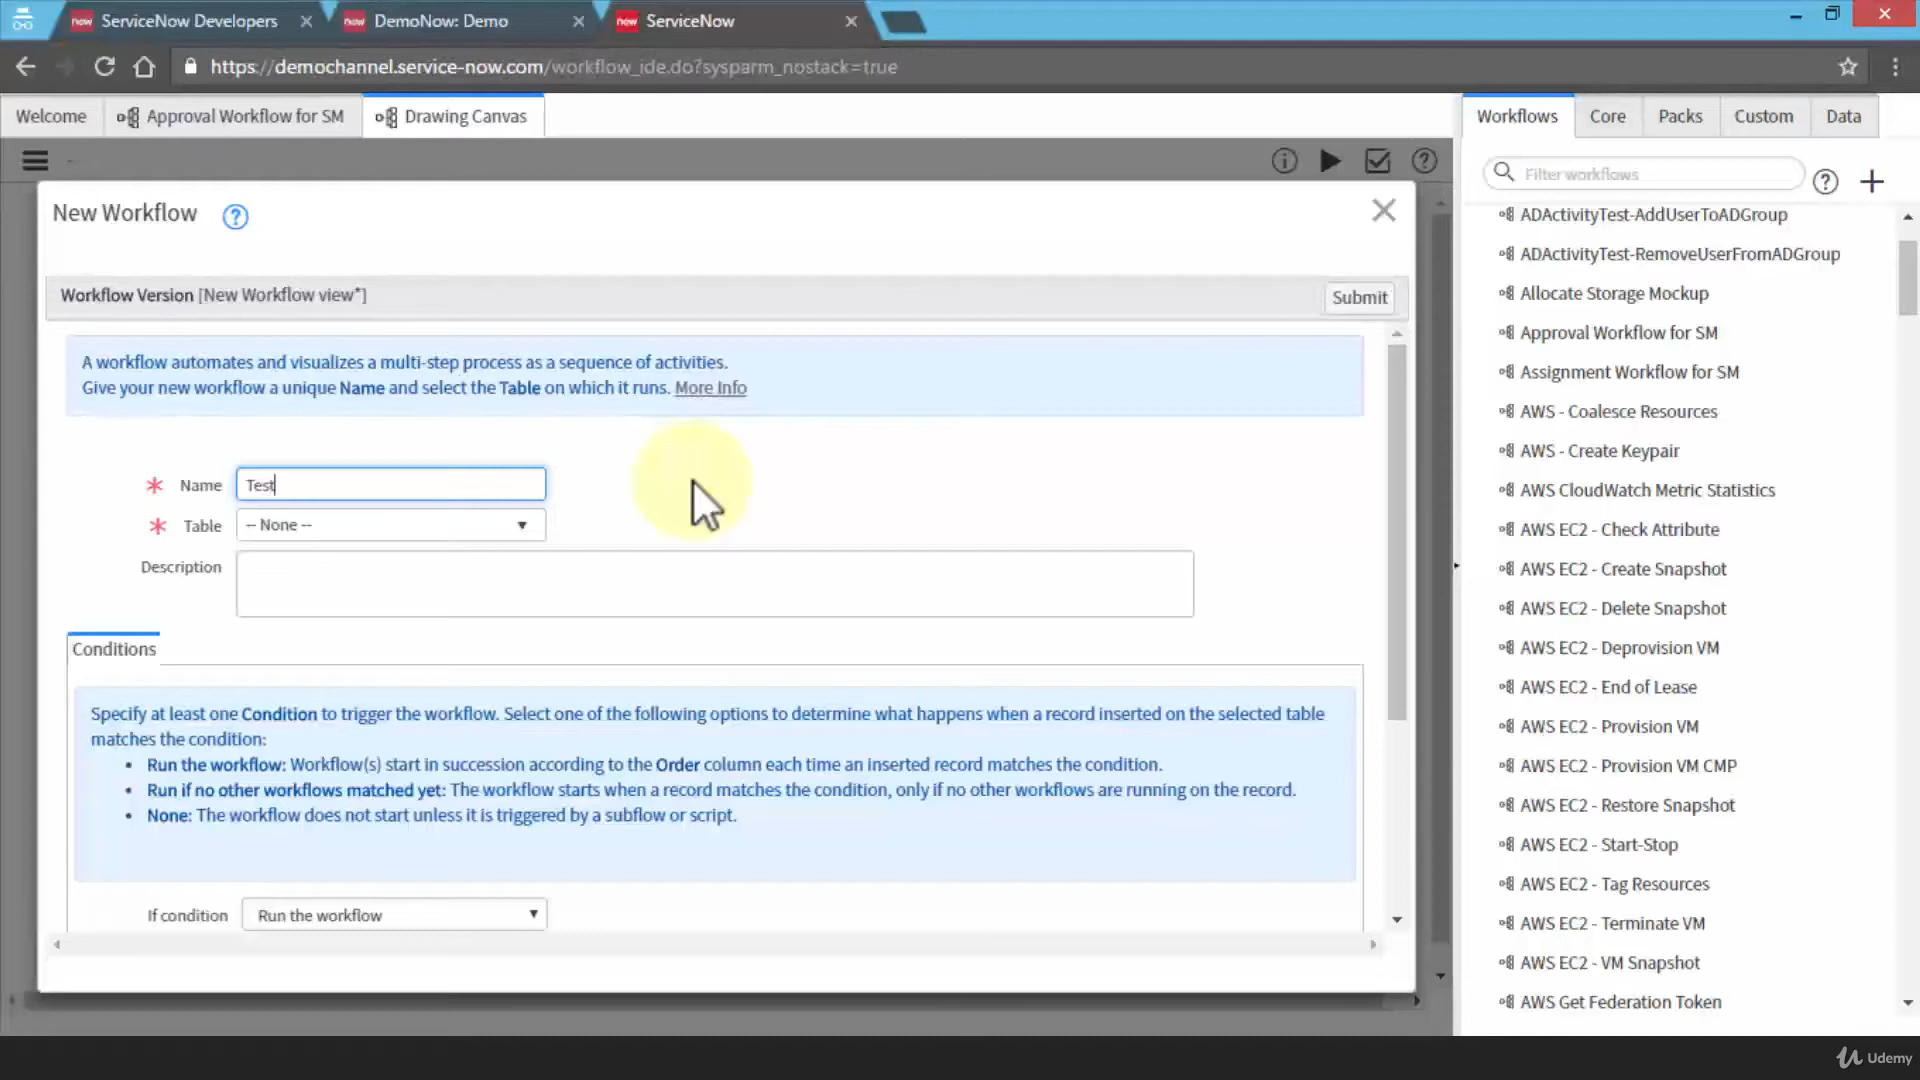 now ServiceNow Developers
now DemoNow: Demo
now ServiceNow
https://demochannel.service-now.com/workflow_ide.do?sysparm_nostack=true
Welcome
Approval Workflow for SM
Drawing Canvas
Workflows
Core
Packs
Custom
Data
Filter workflows
New Workflow
Workflow Version [New Workflow view*]
Submit
A workflow automates and visualizes a multi-step process as a sequence of activities.
Give your new workflow a unique Name and select the Table on which it runs. More Info
Name
Test
Table
-- None --
Description
Conditions
Specify at least one Condition to trigger the workflow. Select one of the following options to determine what happens when a record inserted on the selected table
matches the condition:
• Run the workflow: Workflow(s) start in succession according to the Order column each time an inserted record matches the condition.
• Run if no other workflows matched yet: The workflow starts when a record matches the condition, only if no other workflows are running on the record.
• None: The workflow does not start unless it is triggered by a subflow or script.
If condition
Run the workflow
ADActivityTest-AddUserToADGroup
ADActivityTest-RemoveUserFromADGroup
Allocate Storage Mockup
Approval Workflow for SM
Assignment Workflow for SM
AWS - Coalesce Resources
AWS - Create Keypair
AWS CloudWatch Metric Statistics
AWS EC2 - Check Attribute
AWS EC2 - Create Snapshot
AWS EC2 - Delete Snapshot
AWS EC2 - Deprovision VM
AWS EC2 - End of Lease
AWS EC2 - Provision VM
AWS EC2 - Provision VM CMP
AWS EC2 - Restore Snapshot
AWS EC2 - Start-Stop
AWS EC2 - Tag Resources
AWS EC2 - Terminate VM
AWS EC2 - VM Snapshot
AWS Get Federation Token
Udemy